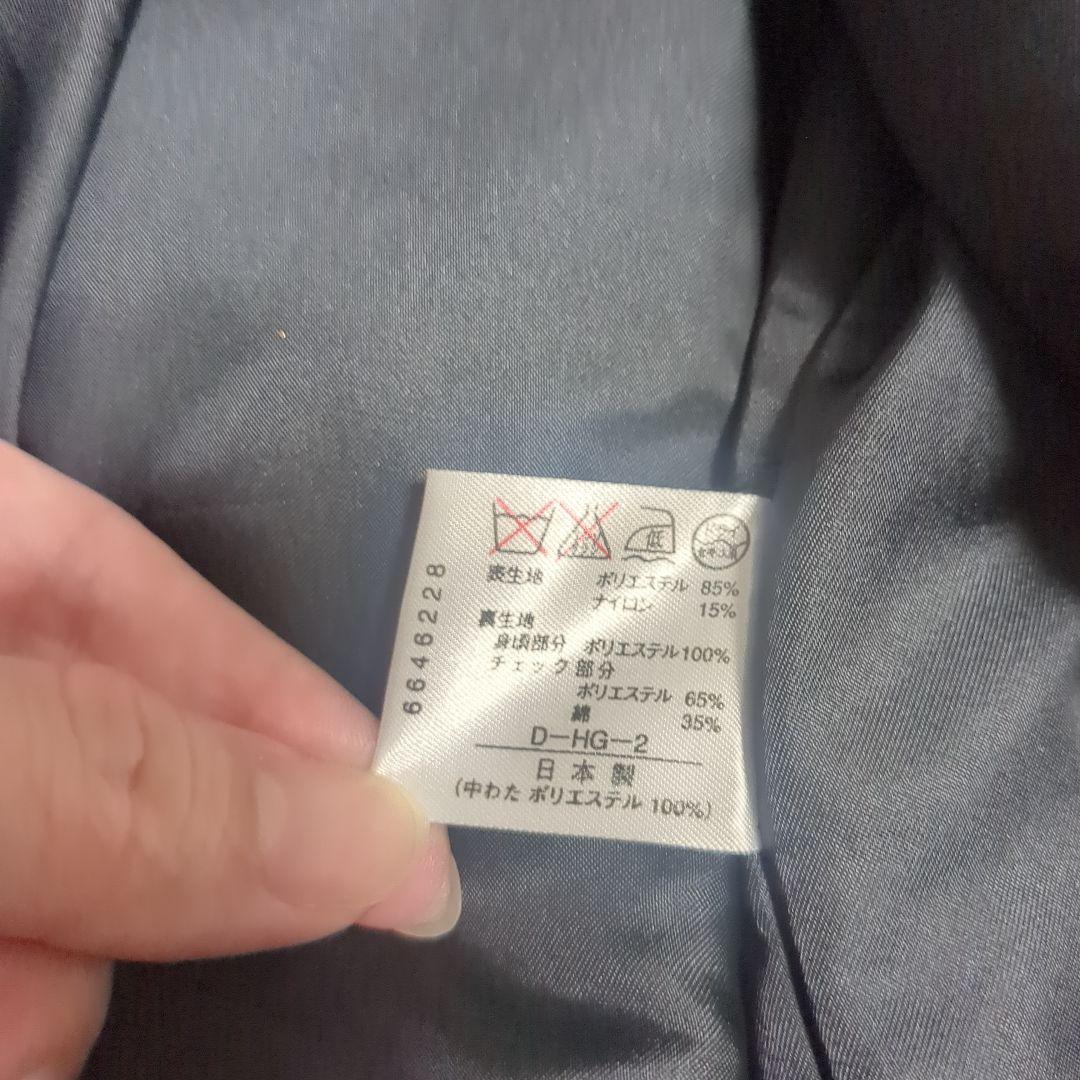 低
表生地 ポリエステル 85%
ナイロン 15%
裏生地
身頃部分 ポリエステル100%
チェック部分
ポリエステル 65%
綿 35%
D-HG-2
日本製
(中わた ポリエステル 100%)
6646228